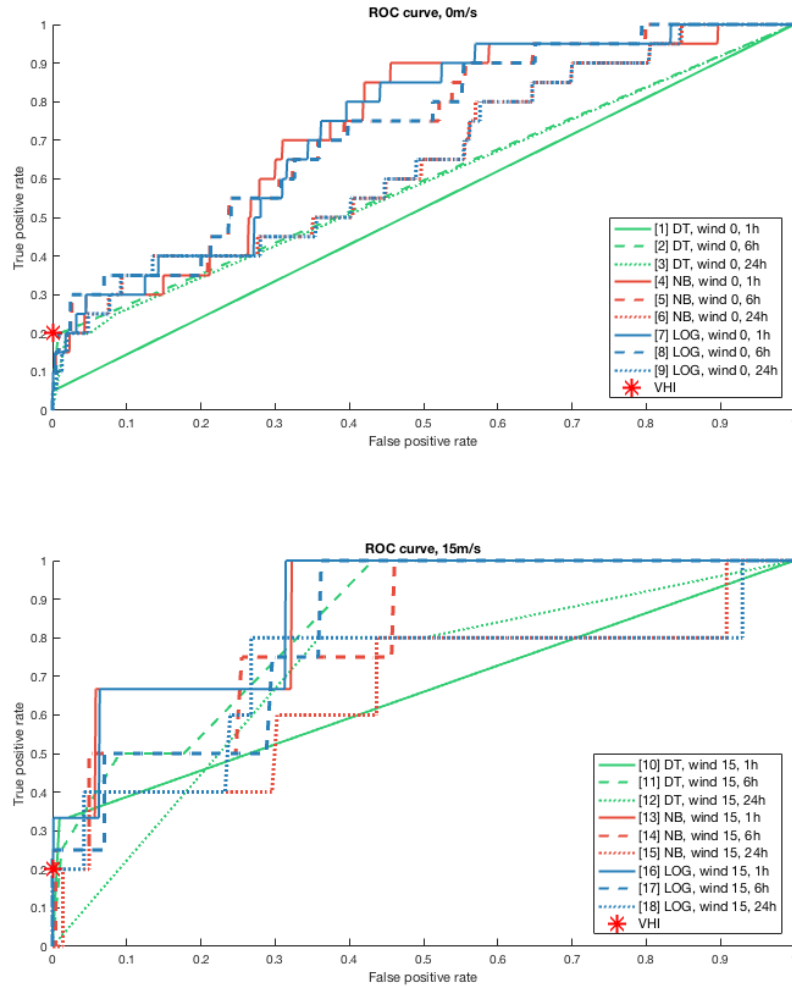 ROC curve, 0m/s
1
0.9
0.8
0.7
0.6
0.5
0.4
0.3
0.2
0.1
0
True positive rate
[1] DT, wind 0, 1h
[2] DT, wind 0, 6h
[3] DT, wind 0, 24h
[4] NB, wind 0, 1h
[5] NB, wind 0, 6h
[6] NB, wind 0, 24h
[7] LOG, wind 0, 1h
[8] LOG, wind 0, 6h
[9] LOG, wind 0, 24h
VHI
0 0.1 0.2 0.3 0.4 0.5 0.6 0.7 0.8 0.9
False positive rate
ROC curve, 15m/s
1
0.9
0.8
0.7
0.6
0.5
0.4
0.3
0.2
0.1
0
True positive rate
[10] DT, wind 15, 1h
[11] DT, wind 15, 6h
[12] DT, wind 15, 24h
[13] NB, wind 15, 1h
[14] NB, wind 15, 6h
[15] NB, wind 15, 24h
[16] LOG, wind 15, 1h
[17] LOG, wind 15, 6h
[18] LOG, wind 15, 24h
VHI
0 0.1 0.2 0.3 0.4 0.5 0.6 0.7 0.8 0.9
False positive rate